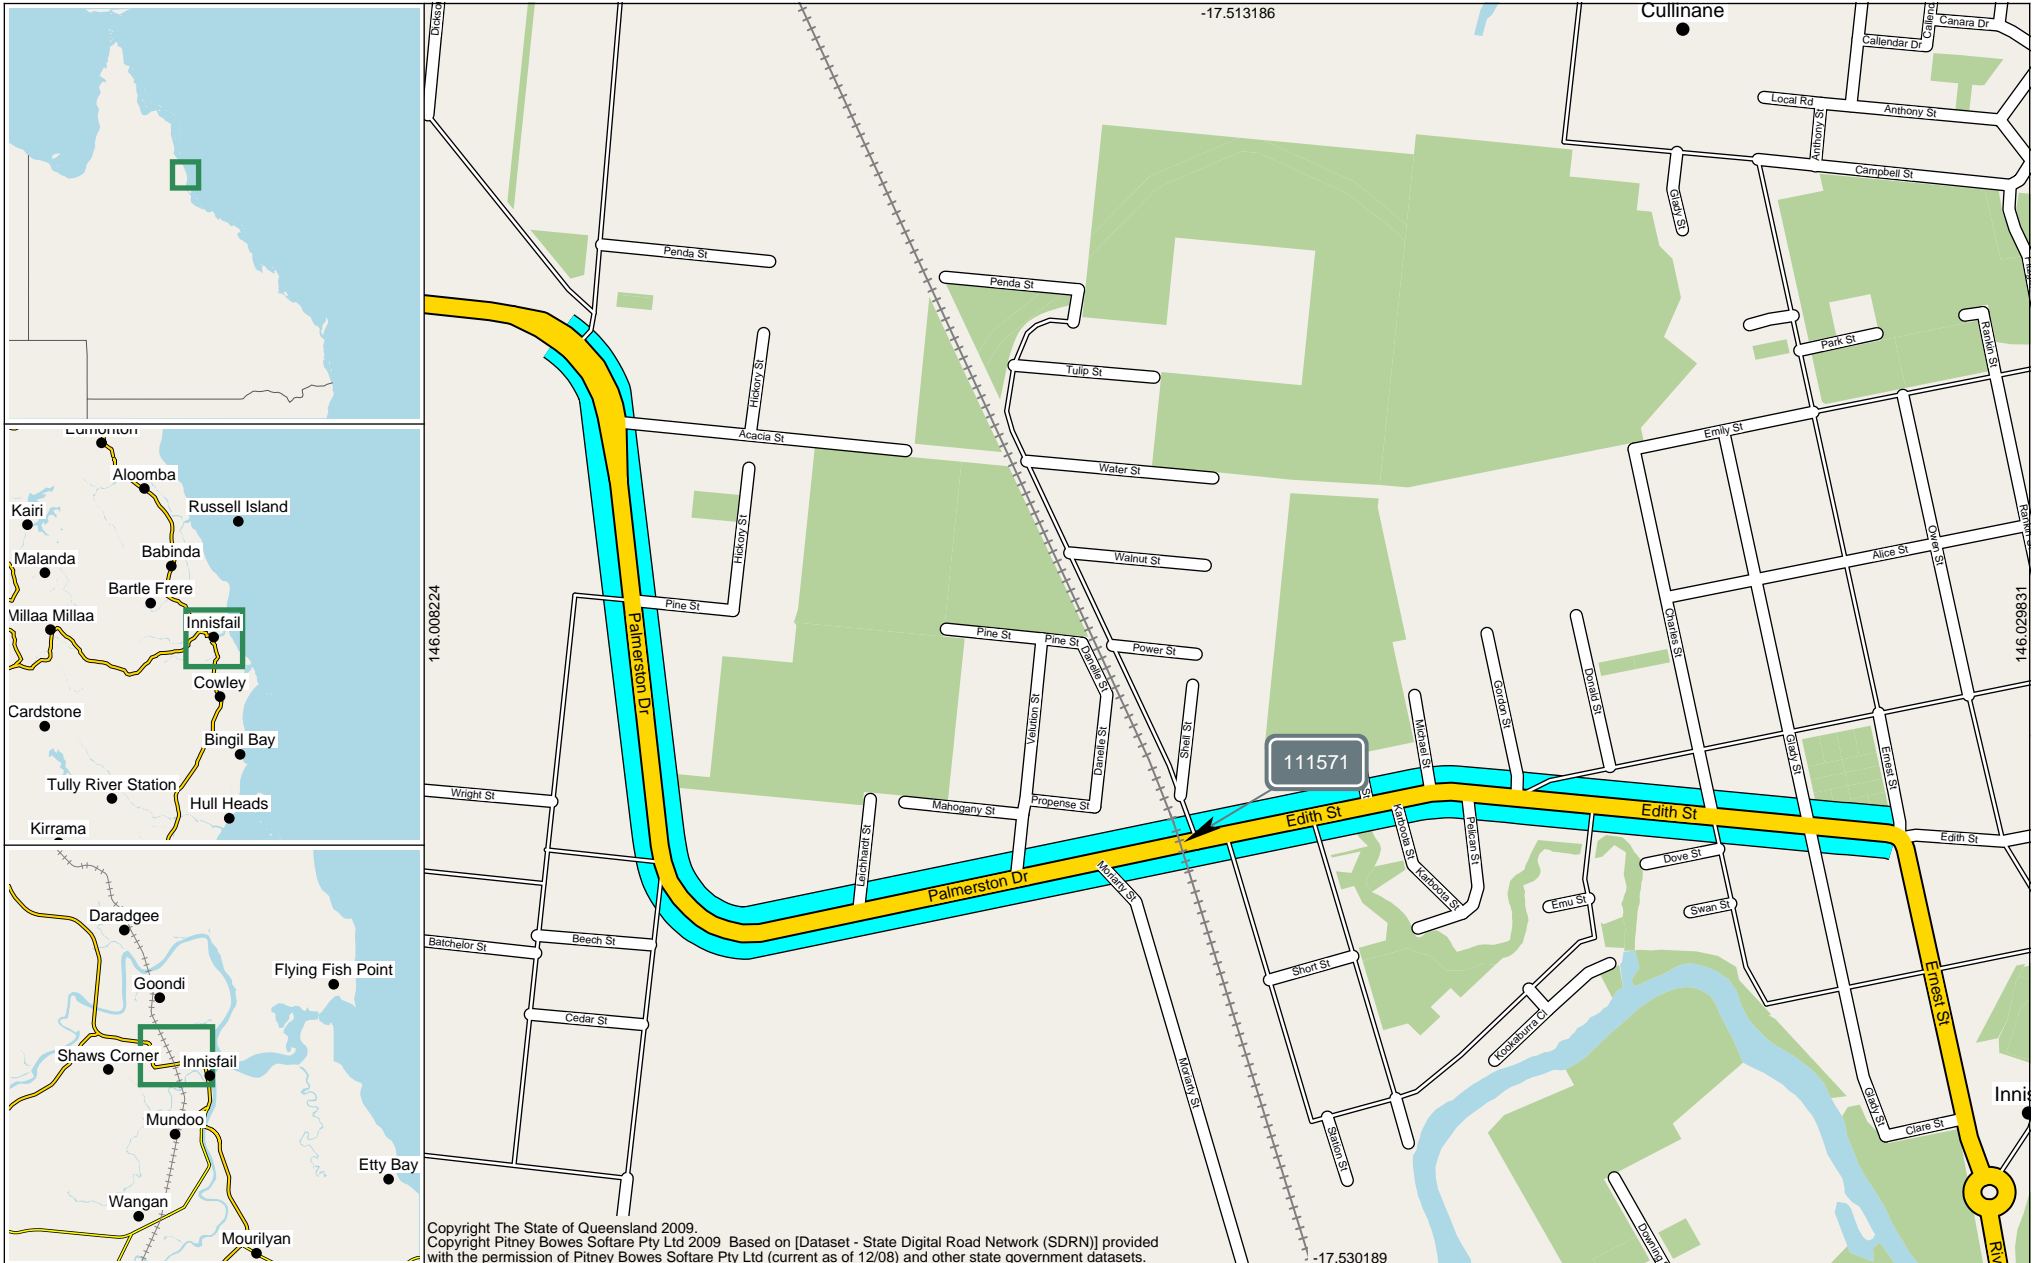 Edmonton
Aloomba
Russell Island
Kairi
Malanda
Babinda
Bartle Frere
Millaa Millaa
Innisfail
Cowley
Cardstone
Bingil Bay
Tully River Station
Hull Heads
Kirrama
Daradgee
Flying Fish Point
Goondi
Shaws Corner
Innisfail
Mundoo
Etty Bay
Wangan
Mourilyan
-17.513186
Cullinane
Canara Dr
Callendar Dr
Local Rd
Anthony St
Anthony St
Campbell St
Glady St
Penda St
Penda St
Hickory St
Tulip St
Park St
Rankin St
Acacia St
Emily St
Water St
Hickory St
Walnut St
Alice St
Owen St
146.008224
146.029831
Pine St
Palmerston Dr
Pine St
Pine St
Danelle St
Power St
Charles St
Velution St
Danelle St
Shell St
Michael St
Gordon St
Donald St
Glady St
Ernest St
111571
Wright St
Mahogany St
Propense St
St
Edith St
Edith St
Edith St
Leichhardt St
Karboota St
Pelican St
Dove St
Palmerston Dr
Moriarty St
Karboota St
Emu St
Swan St
Batchelor St
Beech St
Short St
Ernest St
Cedar St
Kookaburra Cl
Moriarty St
Station St
Glady St
Clare St
Innis
Downing
Riv
Copyright The State of Queensland 2009.
Copyright Pitney Bowes Softare Pty Ltd 2009 Based on [Dataset - State Digital Road Network (SDRN)] provided
with the permission of Pitney Bowes Softare Pty Ltd (current as of 12/08) and other state government datasets.
-17.530189